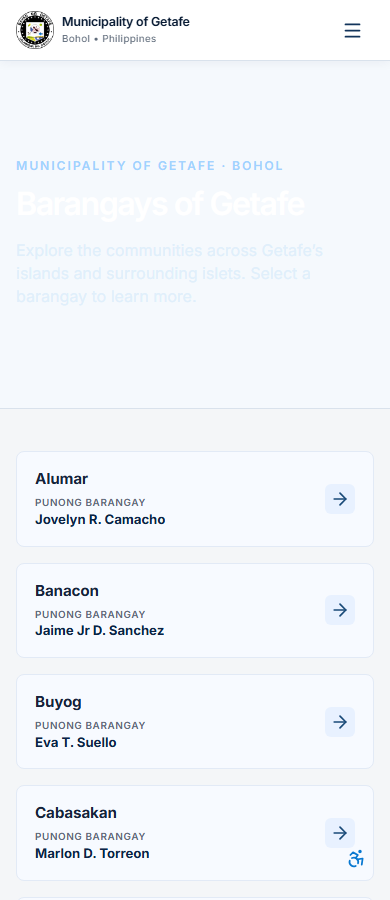 Municipality of Getafe
Bohol • Philippines
MUNICIPALITY OF GETAFE · BOHOL
Barangays of Getafe
Explore the communities across Getafe's
islands and surrounding islets. Select a
barangay to learn more.
Alumar
PUNONG BARANGAY
Jovelyn R. Camacho
Banacon
PUNONG BARANGAY
Jaime Jr D. Sanchez
Buyog
PUNONG BARANGAY
Eva T. Suello
Cabasakan
PUNONG BARANGAY
Marlon D. Torreon